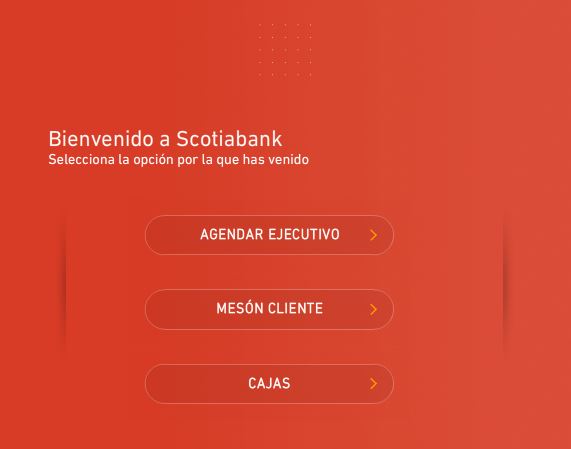 Bienvenido a Scotiabank
Selecciona la opción por la que has venido
AGENDAR EJECUTIVO
MESÓN CLIENTE
CAJAS